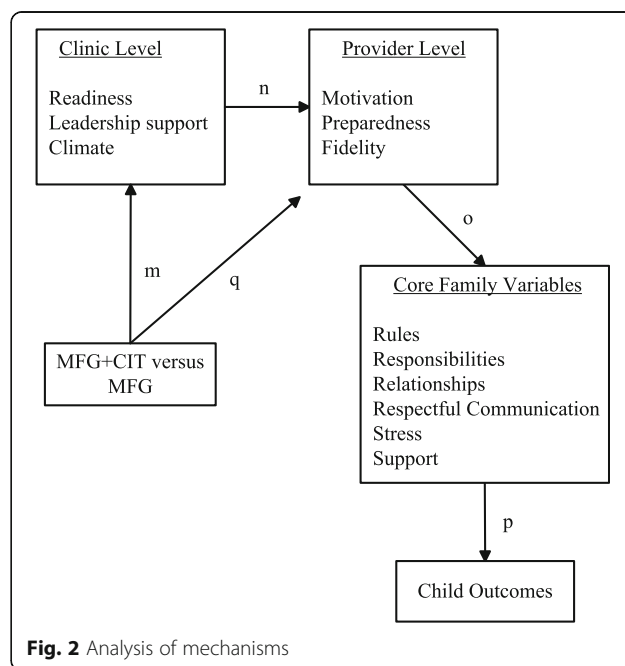 Clinic Level
Readiness
Leadership support
Climate
n
Provider Level
Motivation
Preparedness
Fidelity
m
q
o
MFG+CIT versus
MFG
Core Family Variables
Rules
Responsibilities
Relationships
Respectful Communication
Stress
Support
p
Child Outcomes
Fig. 2 Analysis of mechanisms